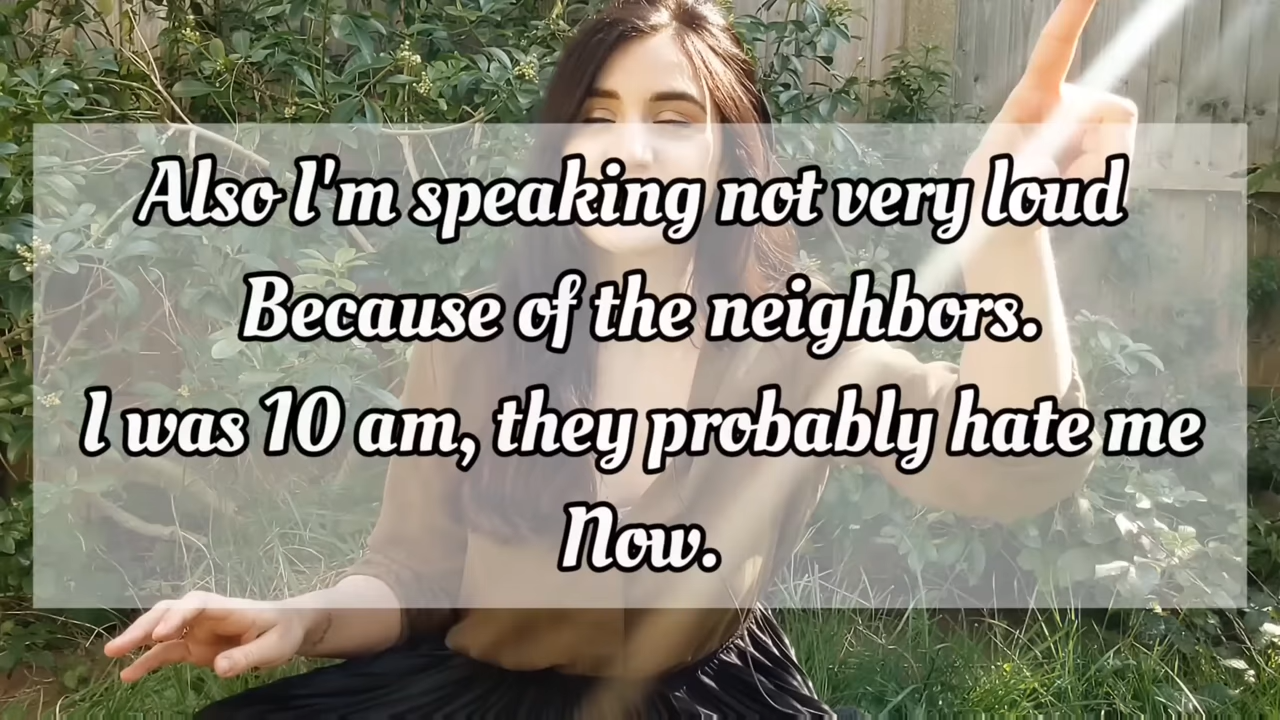 Also I'm speaking not very loud
Because of the neighbors.
I was 10 am, they probably hate me
Now.